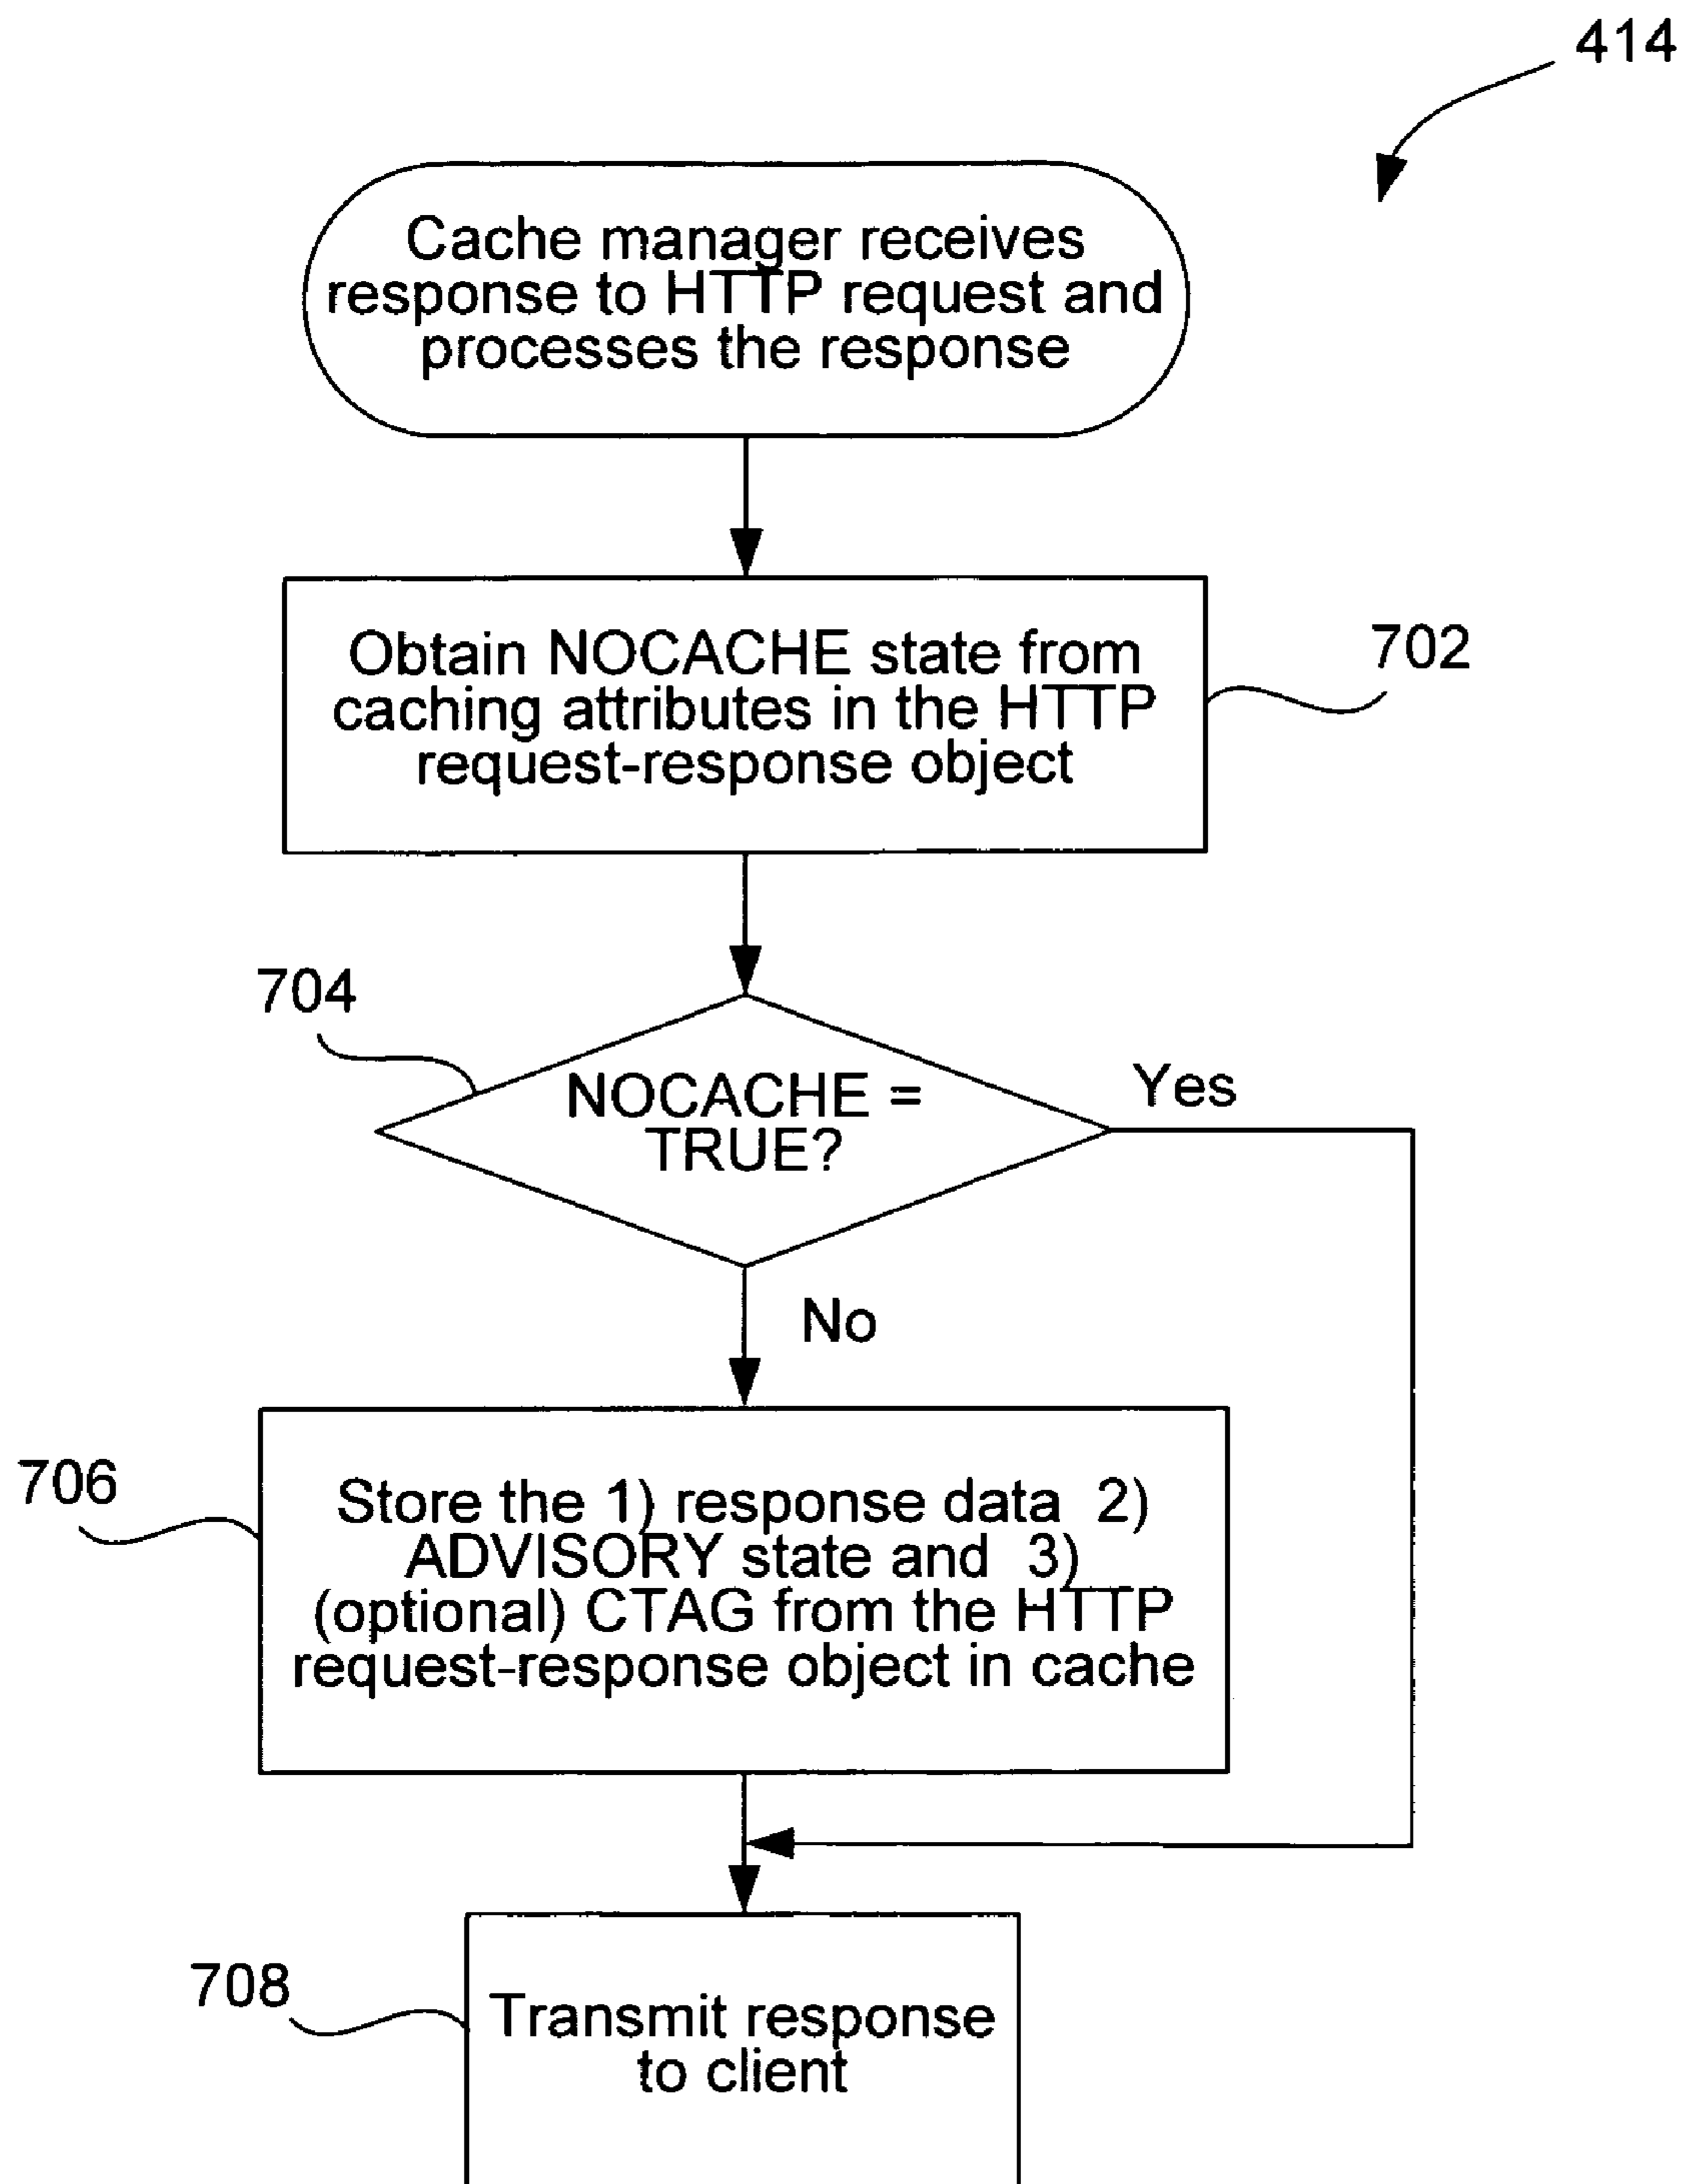 414
Cache manager receives
response to HTTP request and
processes the response
Obtain NOCACHE state from
caching attributes in the HTTP
request-response object
702
704
NOCACHE =
TRUE?
Yes
No
706
Store the 1) response data 2)
ADVISORY state and 3)
(optional) CTAG from the HTTP
request-response object in cache
708
Transmit response
to client